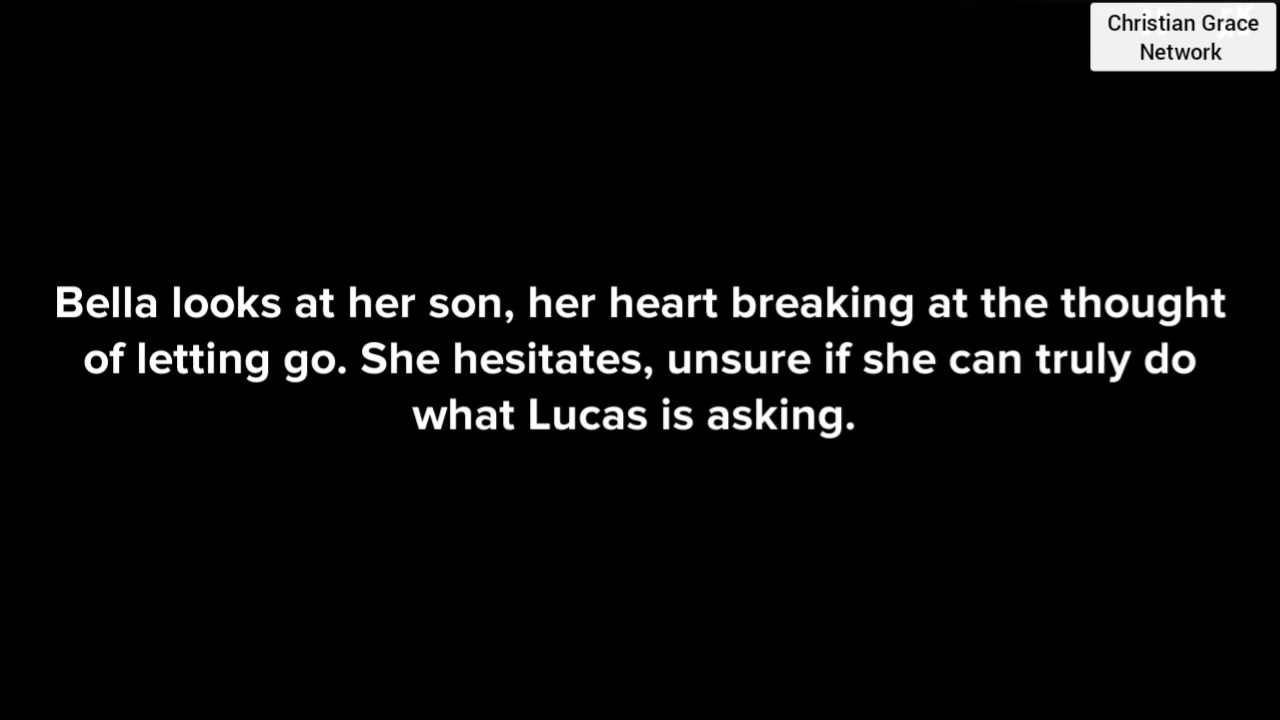 Christian Grace
Network
Bella looks at her son, her heart breaking at the thought
of letting go. She hesitates, unsure if she can truly do
what Lucas is asking.